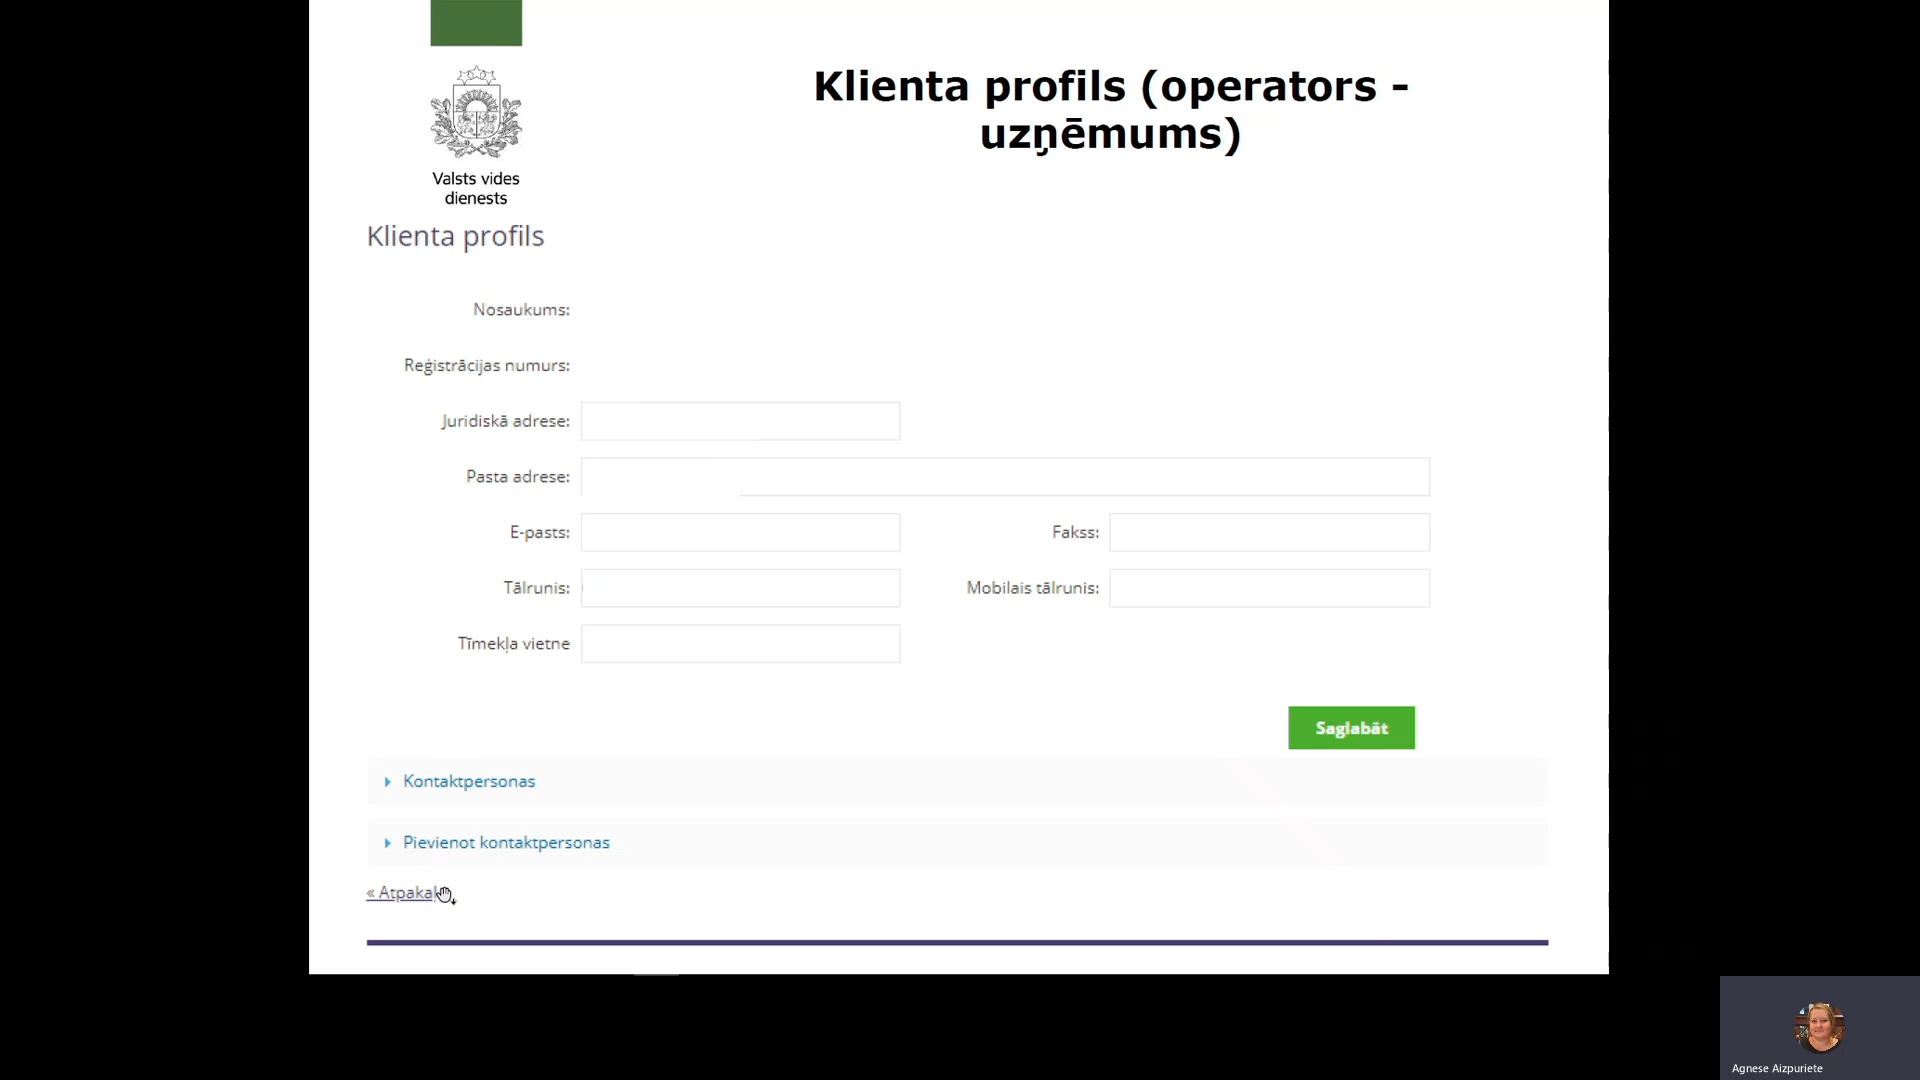 Klienta profils (operators -
uzņēmums)
Valsts vides
dienests
Klienta profils
Nosaukums:
Reģistrācijas numurs:
Juridiskā adrese:
Pasta adrese:
E-pasts:
Fakss:
Tālrunis:
Mobilais tālrunis:
Tīmekļa vietne
Saglabāt
Kontaktpersonas
Pievienot kontaktpersonas
« Atpakaļ
Agnese Aizpuriete